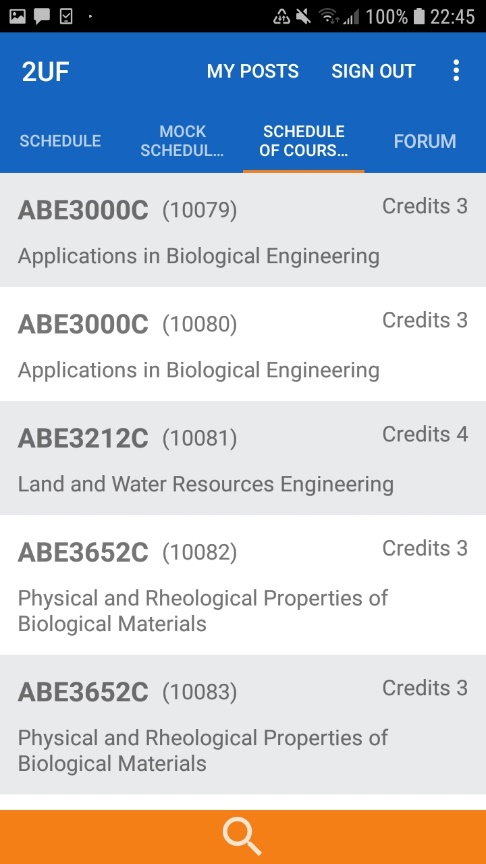 100% 22:45
2UF MY POSTS SIGN OUT
SCHEDULE
MOCK
SCHEDUL...
SCHEDULE
OF COURS...
FORUM
ABE3000C (10079) Credits 3
Applications in Biological Engineering
ABE3000C (10080) Credits 3
Applications in Biological Engineering
ABE3212C (10081) Credits 4
Land and Water Resources Engineering
ABE3652C (10082) Credits 3
Physical and Rheological Properties of
Biological Materials
ABE3652C (10083) Credits 3
Physical and Rheological Properties of
Biological Materials